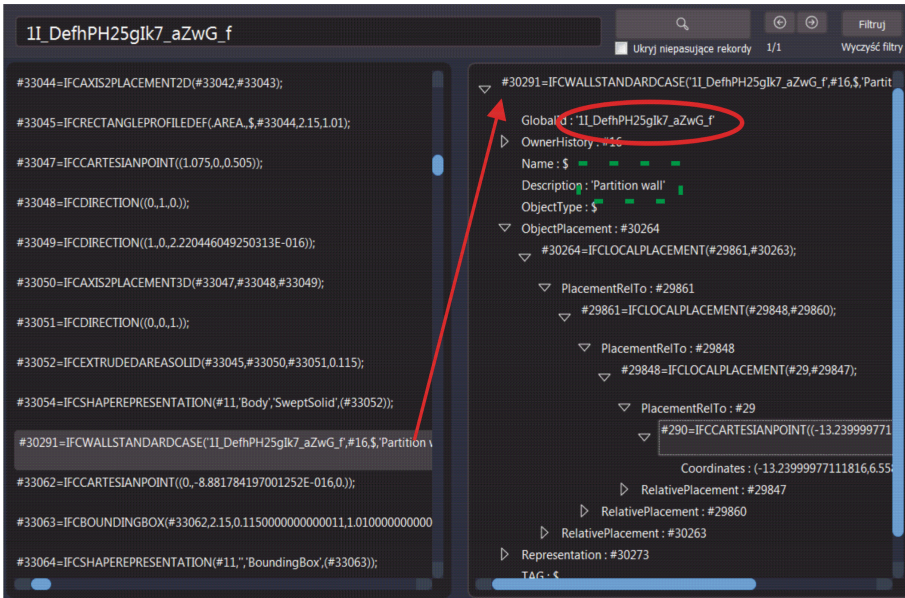 1I_DefhPH25gIk7_aZwG_f
Filtruj
Ukryj niepasujące rekordy 1/1 Wyczyść filtry
#33044=IFCAXIS2PLACEMENT2D(#33042,#33043);
#33045=IFCRECTANGLEPROFILEDEF(.AREA.,$,#33044,2.15,1.01);
#33047=IFCCARTESIANPOINT((1.075,0.,0.505));
#33048=IFCDIRECTION((0.,1.,0.));
#33049=IFCDIRECTION((1.,0.,2.220446049250313E-016));
#33050=IFCAXIS2PLACEMENT3D(#33047,#33048,#33049);
#33051=IFCDIRECTION((0.,0.,1.));
#33052=IFCEXTRUDEDAREASOLID(#33045,#33050,#33051,0.115);
#33054=IFCSHAPEREPRESENTATION(#11,'Body','SweptSolid',(#33052));
#30291=IFCWALLSTANDARDCASE('1I_DefhPH25gIk7_aZwG_f',#16,$,'Partition w
#33062=IFCCARTESIANPOINT((0.,-8.881784197001252E-016,0.));
#33063=IFCBOUNDINGBOX(#33062,2.15,0.1150000000000011,1.010000000000
#33064=IFCSHAPEREPRESENTATION(#11,'','BoundingBox',(#33063));
#30291=IFCWALLSTANDARDCASE('1I_DefhPH25gIk7_aZwG_f',#16,$,'Partit
GlobalId : '1I_DefhPH25gIk7_aZwG_f'
OwnerHistory : #16
Name : $
Description : 'Partition wall'
ObjectType : $
ObjectPlacement : #30264
#30264=IFCLOCALPLACEMENT(#29861,#30263);
PlacementRelTo : #29861
#29861=IFCLOCALPLACEMENT(#29848,#29860);
PlacementRelTo : #29848
#29848=IFCLOCALPLACEMENT(#29,#29847);
PlacementRelTo : #29
#290=IFCCARTESIANPOINT((-13.239999771
Coordinates : (-13.23999977111816,6.558
RelativePlacement : #29847
RelativePlacement : #29860
RelativePlacement : #30263
Representation : #30273
TAG : $